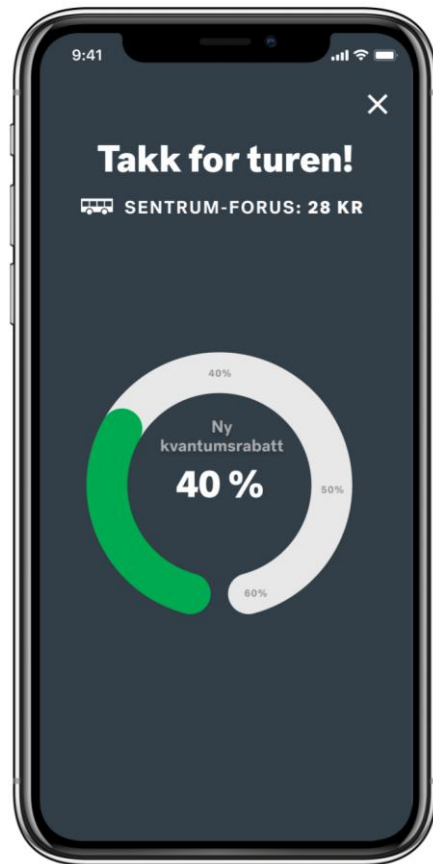 9:41
Takk for turen!
SENTRUM-FORUS: 28 KR
40%
Ny
kvantumsrabatt
40 %
50%
60%